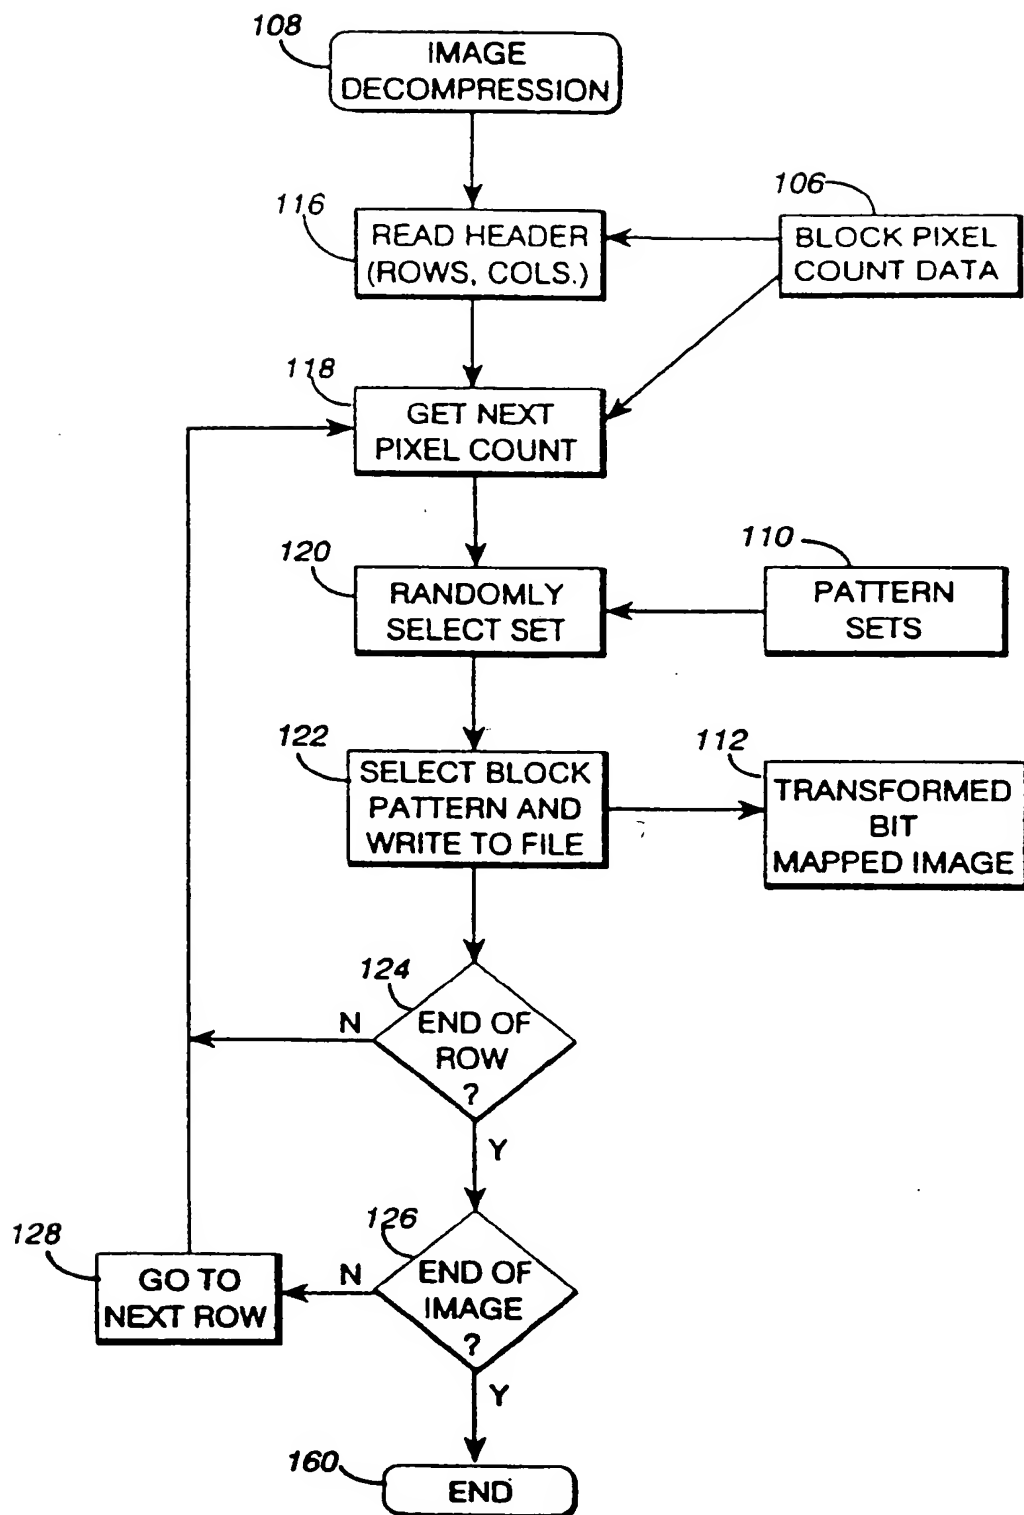 108
IMAGE
DECOMPRESSION
116
READ HEADER
(ROWS, COLS.)
106
BLOCK PIXEL
COUNT DATA
118
GET NEXT
PIXEL COUNT
120
RANDOMLY
SELECT SET
110
PATTERN
SETS
122
SELECT BLOCK
PATTERN AND
WRITE TO FILE
112
TRANSFORMED
BIT
MAPPED IMAGE
124
END OF
ROW
?
N
Y
126
END OF
IMAGE
?
N
Y
128
GO TO
NEXT ROW
160
END